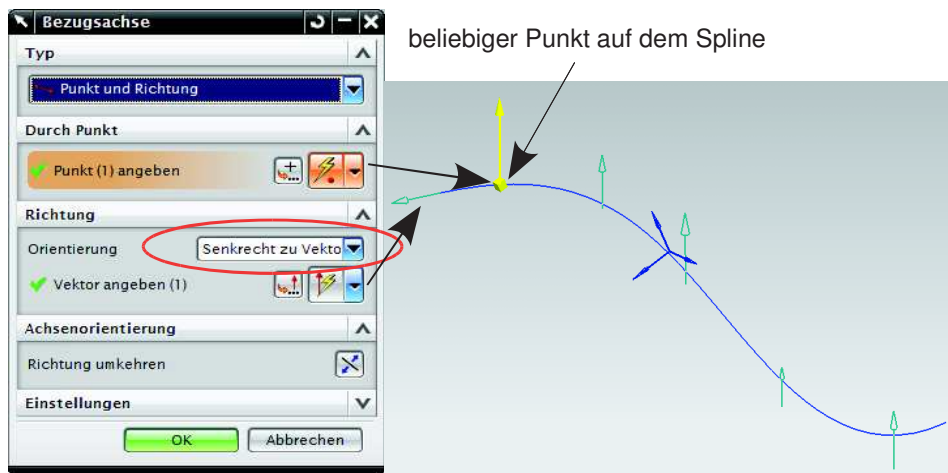 Bezugsachse
Typ
Punkt und Richtung
Durch Punkt
Punkt (1) angeben
Richtung
Orientierung Senkrecht zu Vekto
Vektor angeben (1)
Achsenorientierung
Richtung umkehren
Einstellungen
OK Abbrechen
beliebiger Punkt auf dem Spline